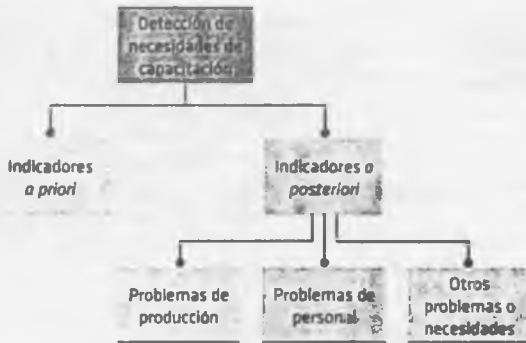 Detección de
necesidades de
capacitación
Indicadores
a priori
Indicadores a
posteriori
Problemas de
producción
Problemas de
personal
Otros
problemas o
necesidades